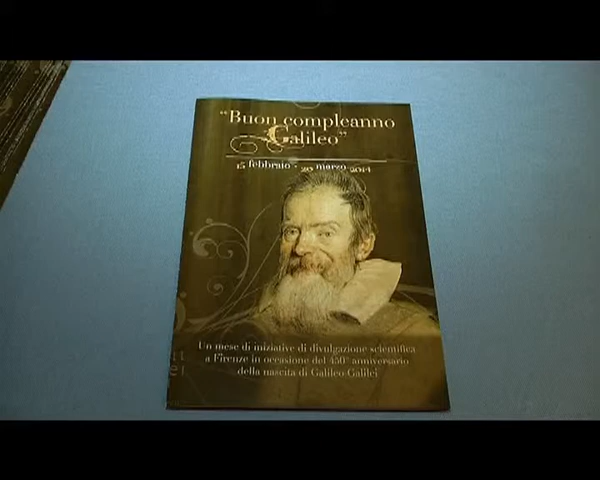 “Buon compleanno
Galileo”
15 febbraio - 20 marzo 2014
Un mese di iniziative di divulgazione scientifica
a Firenze in occasione del 450° anniversario
della nascita di Galileo Galilei